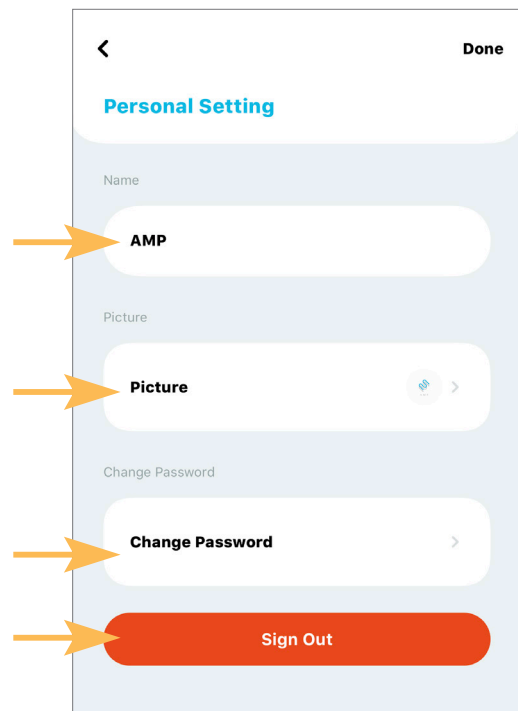 Done
Personal Setting
Name
AMP
Picture
Picture
Change Password
Change Password
Sign Out